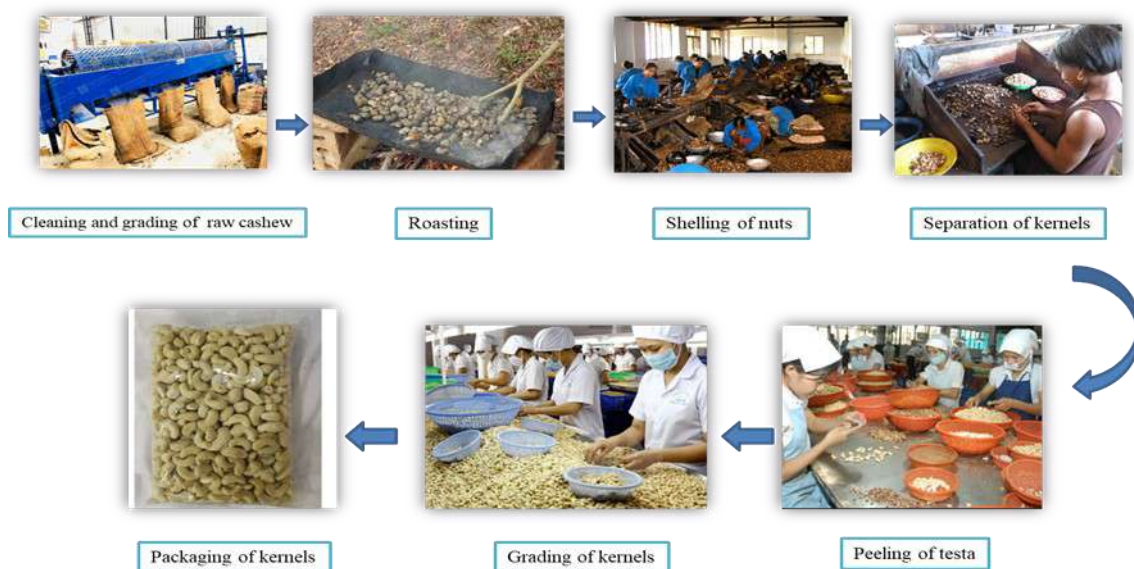 Cleaning and grading of raw cashew
Roasting
Shelling of nuts
Separation of kernels
Packaging of kernels
Grading of kernels
Peeling of testa